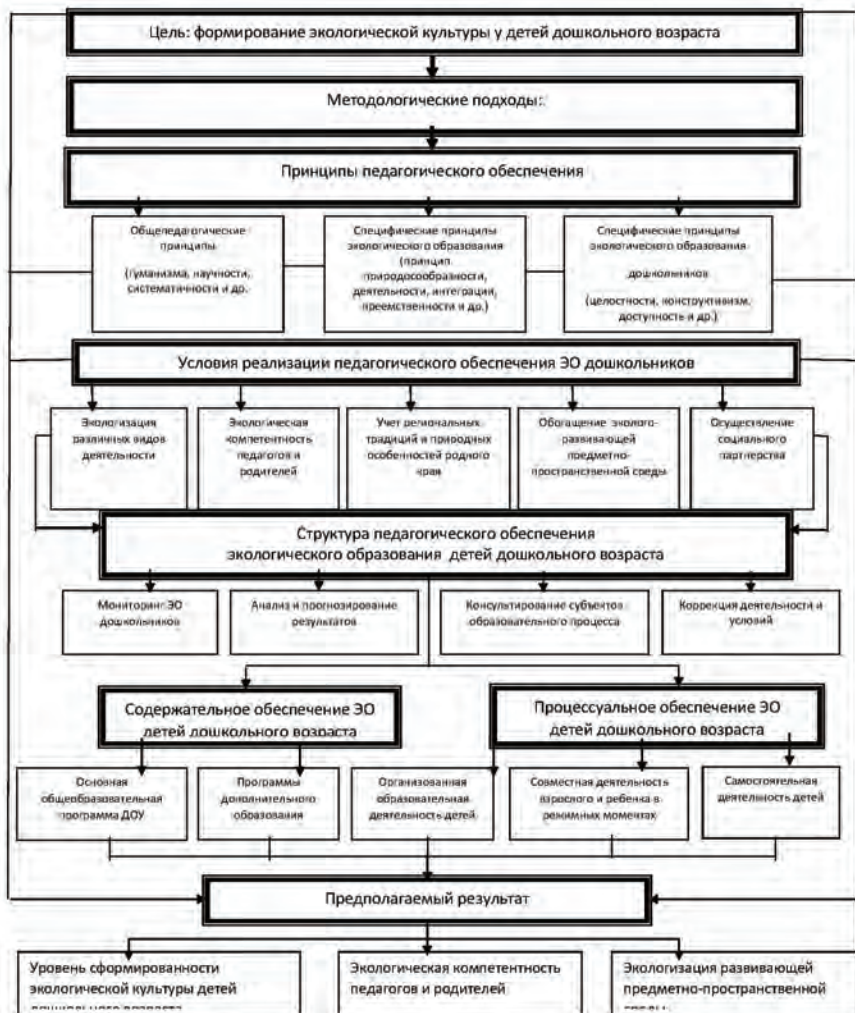 Цель: формирование экологической культуры у детей дошкольного возраста
Методологические подходы:.
Принципы педагогического обеспечения
Общепедагогические
принципы
(гуманизма, научности,
систематичности и др.
Специфические принципы
экологического образования
(принцип
природосообразности,
деятельности, интеграции,
преемственности и др.)
Специфические принципы
экологического образования
дошкольников
(целостности, конструктивизм,
доступность и др.)
Условия реализации педагогического обеспечения ЭО дошкольников
Экологизация
различных видов
деятельности
Экологическая
компетентность
педагогов и
родителей
Учет региональных
традиций и природных
особенностей родного
края
Обогащение эколого-
развивающей
предметно-
пространственной среды
Осуществление
социального
партнерства
Структура педагогического обеспечения
экологического образования детей дошкольного возраста
Мониторинг ЭО
дошкольников
Анализ и прогнозирование
результатов
Консультирование субъектов
образовательного процесса
Коррекция деятельности и
условий
Содержательное обеспечение ЭО
детей дошкольного возраста
Процессуальное обеспечение ЭО
детей дошкольного возраста
Основная
общеобразовательная
программа ДОУ
Программы
дополнительного
образования
Организованная
образовательная
деятельность детей
Совместная деятельность
взрослого и ребенка в
режимных моментах
Самостоятельная
деятельность детей
Предполагаемый результат
Уровень сформированности
экологической культуры детей
дошкольного возраста
Экологическая компетентность
педагогов и родителей
Экологизация развивающей
предметно-пространственной
среды